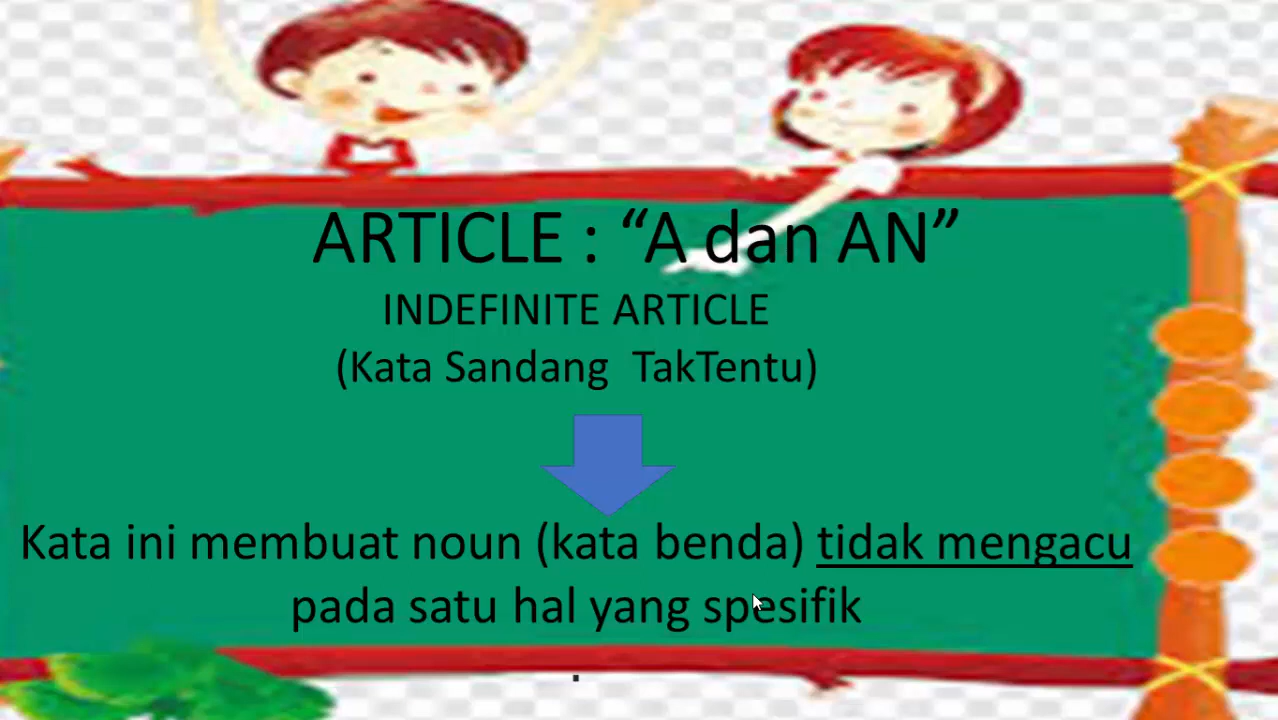 ARTICLE : “A dan AN”
INDEFINITE ARTICLE
(Kata Sandang TakTentu)
Kata ini membuat noun (kata benda) tidak mengacu
pada satu hal yang spesifik
.